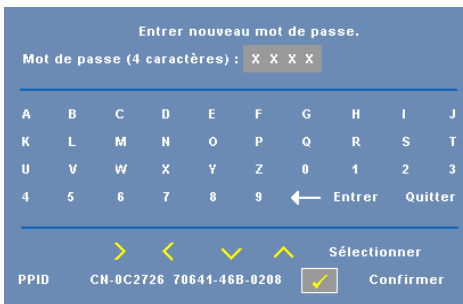 Entrer nouveau mot de passe.
Mot de passe (4 caractères) : X X X X
A B C D E F G H I J
K L M N O P Q R S T
U V W X Y Z 0 1 2 3
4 5 6 7 8 9 ← Entrer Quitter
Sélectionner
PPID CN-0C2726 70641-46B-0208 Confirmer